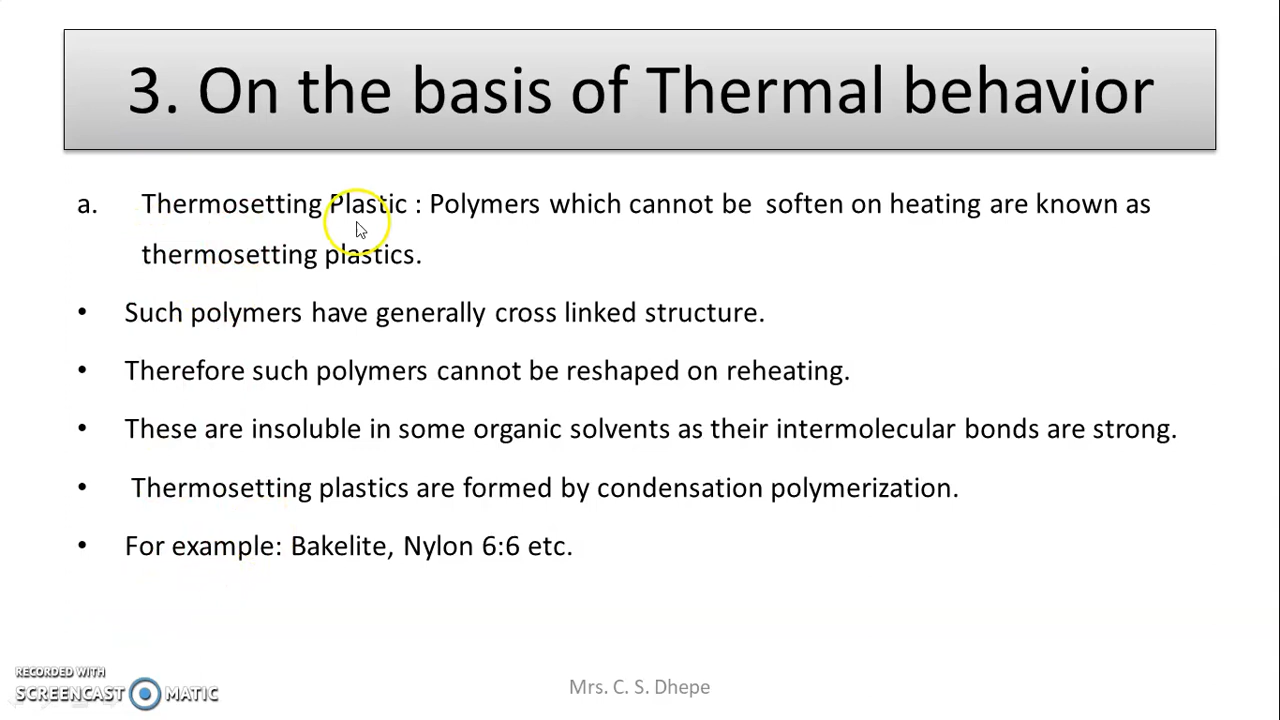 3. On the basis of Thermal behavior
a. Thermosetting Plastic : Polymers which cannot be soften on heating are known as
thermosetting plastics.
• Such polymers have generally cross linked structure.
• Therefore such polymers cannot be reshaped on reheating.
• These are insoluble in some organic solvents as their intermolecular bonds are strong.
• Thermosetting plastics are formed by condensation polymerization.
• For example: Bakelite, Nylon 6:6 etc.
RECORDED WITH
SCREENCAST MATIC
Mrs. C. S. Dhepe